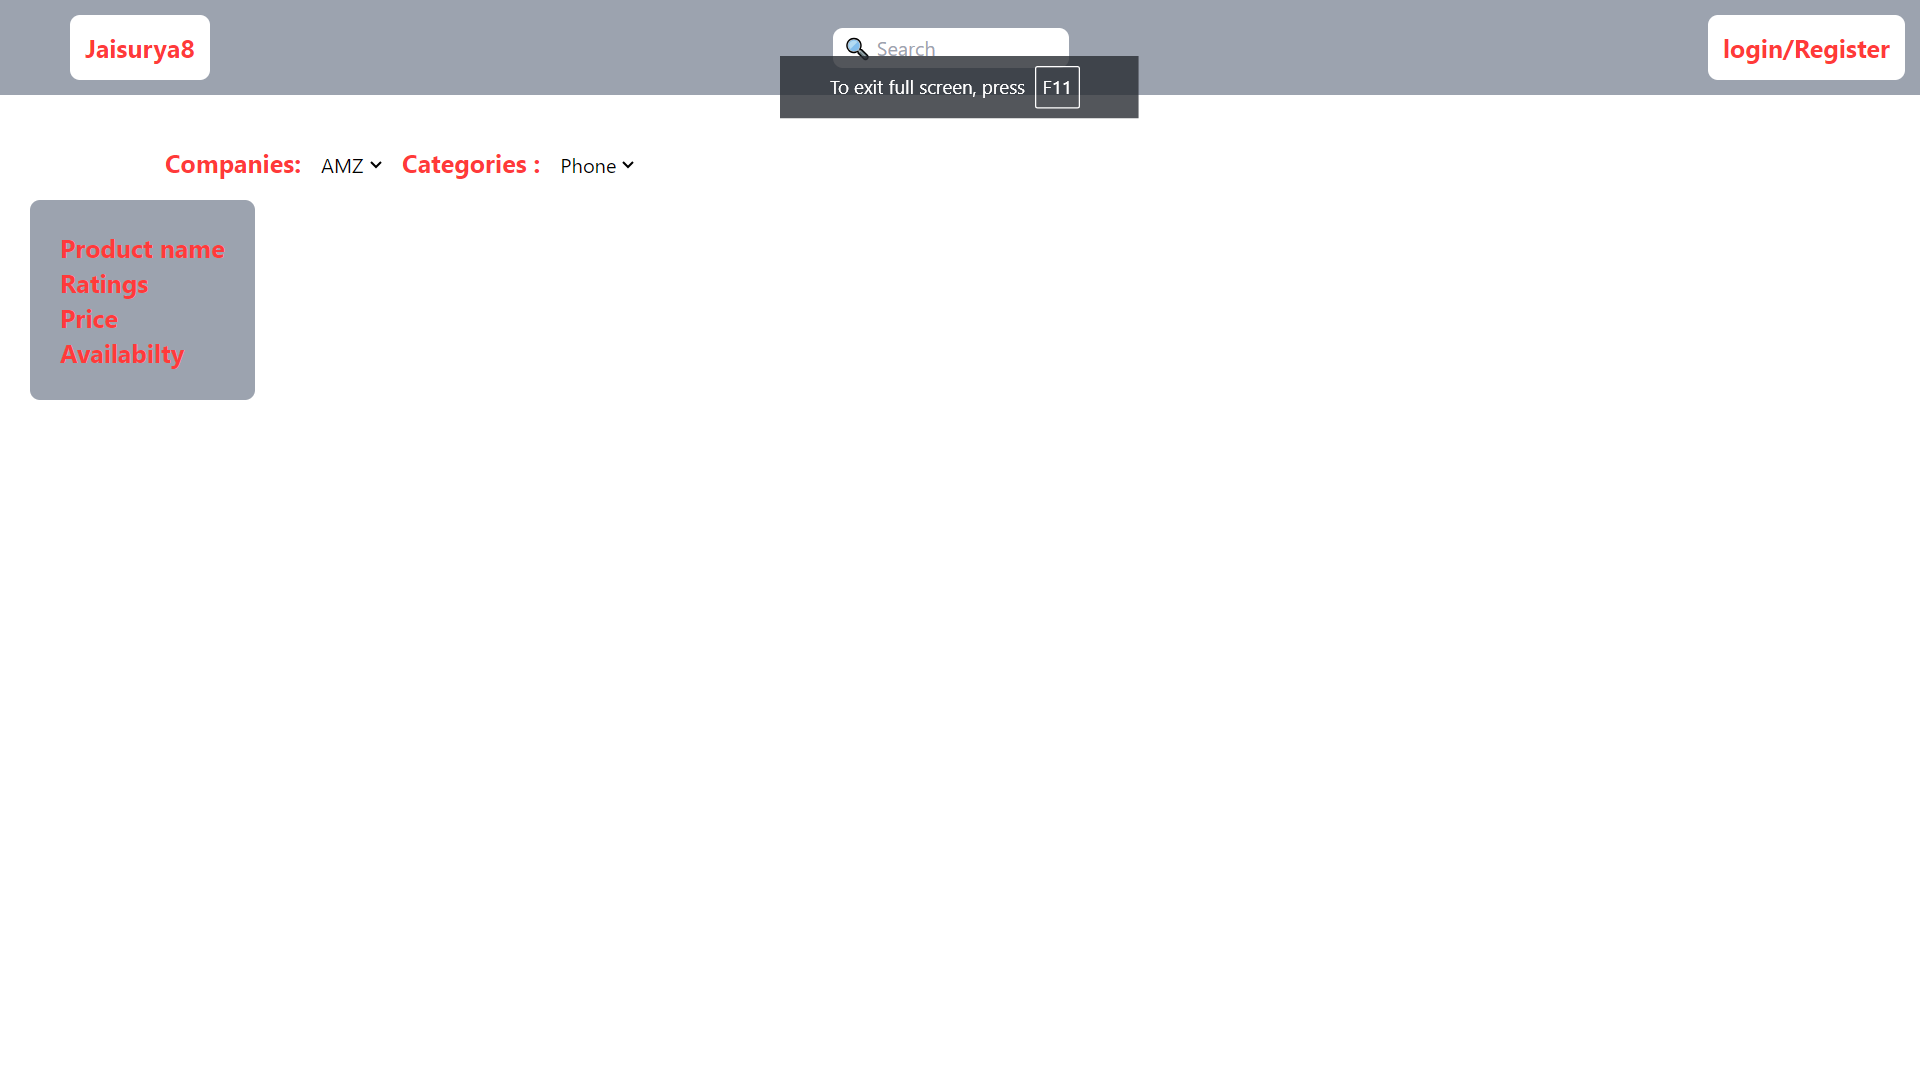 Jaisurya8
🔍 Search
login/Register
To exit full screen, press F11
Companies: AMZ Categories : Phone
Product name
Ratings
Price
Availabilty